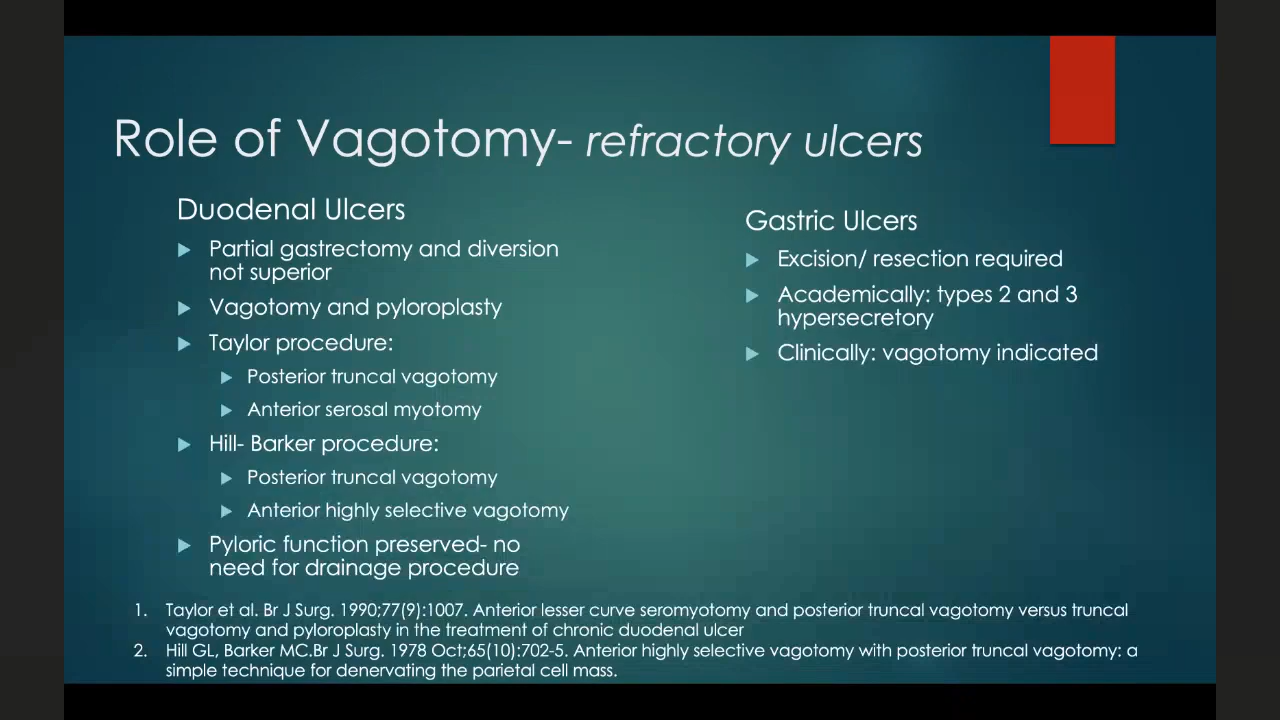 Role of Vagotomy- refractory ulcers
Duodenal Ulcers
Partial gastrectomy and diversion
not superior
Vagotomy and pyloroplasty
Taylor procedure:
Posterior truncal vagotomy
Anterior serosal myotomy
Hill- Barker procedure:
Posterior truncal vagotomy
Anterior highly selective vagotomy
Pyloric function preserved- no
need for drainage procedure
Gastric Ulcers
Excision/ resection required
Academically: types 2 and 3
hypersecretory
Clinically: vagotomy indicated
1. Taylor et al. Br J Surg. 1990;77(9):1007. Anterior lesser curve seromyotomy and posterior truncal vagotomy versus truncal
vagotomy and pyloroplasty in the treatment of chronic duodenal ulcer
2. Hill GL, Barker MC.Br J Surg. 1978 Oct;65(10):702-5. Anterior highly selective vagotomy with posterior truncal vagotomy: a
simple technique for denervating the parietal cell mass.